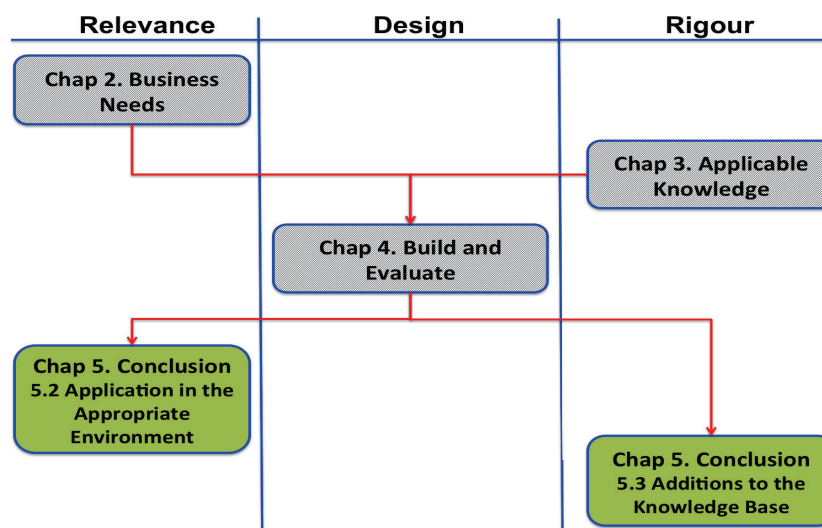 Relevance
Design
Rigour
Chap 2. Business
Needs
Chap 3. Applicable
Knowledge
Chap 4. Build and
Evaluate
Chap 5. Conclusion
5.2 Application in the
Appropriate
Environment
Chap 5. Conclusion
5.3 Additions to the
Knowledge Base